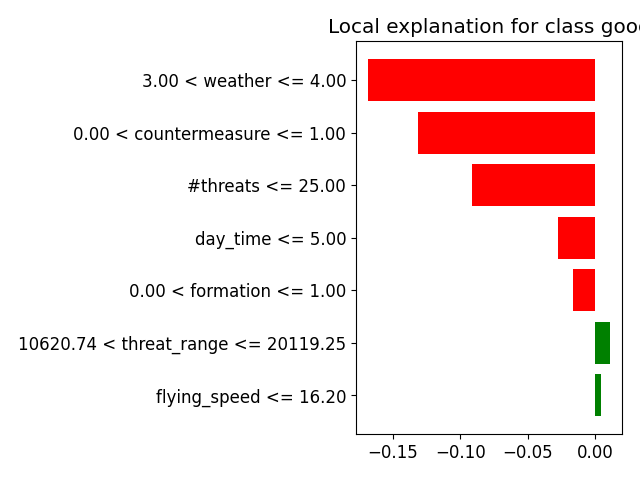 Local explanation for class goo
3.00 < weather <= 4.00
0.00 < countermeasure <= 1.00
#threats <= 25.00
day_time <= 5.00
0.00 < formation <= 1.00
10620.74 < threat_range <= 20119.25
flying_speed <= 16.20
−0.15 −0.10 −0.05 0.00